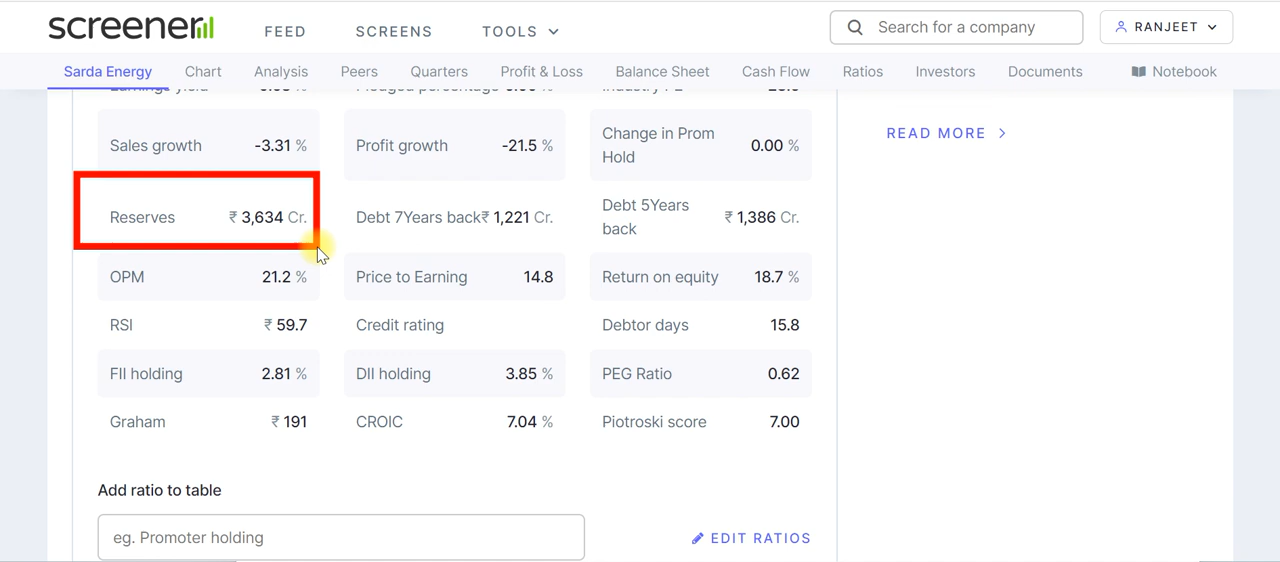 screener
FEED
SCREENS
TOOLS
Search for a company
RANJEET
Sarda Energy
Chart
Analysis
Peers
Quarters
Profit & Loss
Balance Sheet
Cash Flow
Ratios
Investors
Documents
Notebook
Sales growth -3.31 %
Profit growth -21.5 %
Change in Prom
Hold
0.00 %
READ MORE
Reserves ₹ 3,634 Cr.
Debt 7Years back₹ 1,221 Cr.
Debt 5Years
back
₹ 1,386 Cr.
OPM 21.2 %
Price to Earning 14.8
Return on equity 18.7 %
RSI ₹ 59.7
Credit rating
Debtor days 15.8
FII holding 2.81 %
DII holding 3.85 %
PEG Ratio 0.62
Graham ₹ 191
CROIC 7.04 %
Piotroski score 7.00
Add ratio to table
eg. Promoter holding
EDIT RATIOS